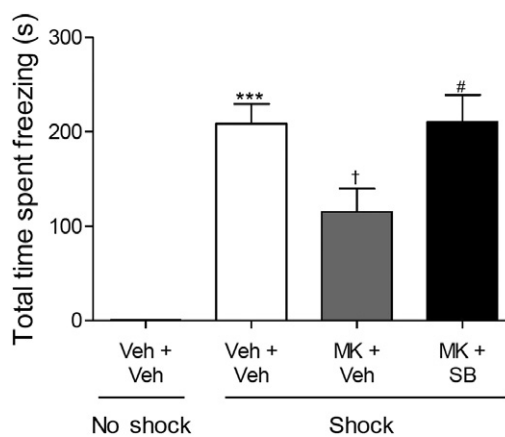 Total time spent freezing (s)
300
200
100
0
***
†
#
Veh + Veh
Veh + Veh
MK + Veh
MK + SB
No shock
Shock